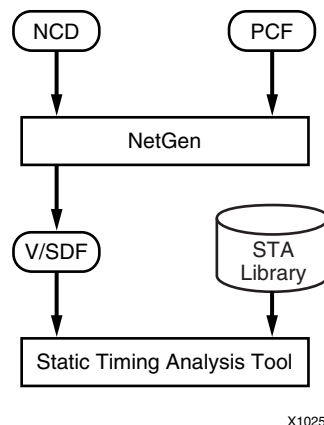 NCD
PCF
NetGen
V/SDF
STA
Library
Static Timing Analysis Tool
X1025